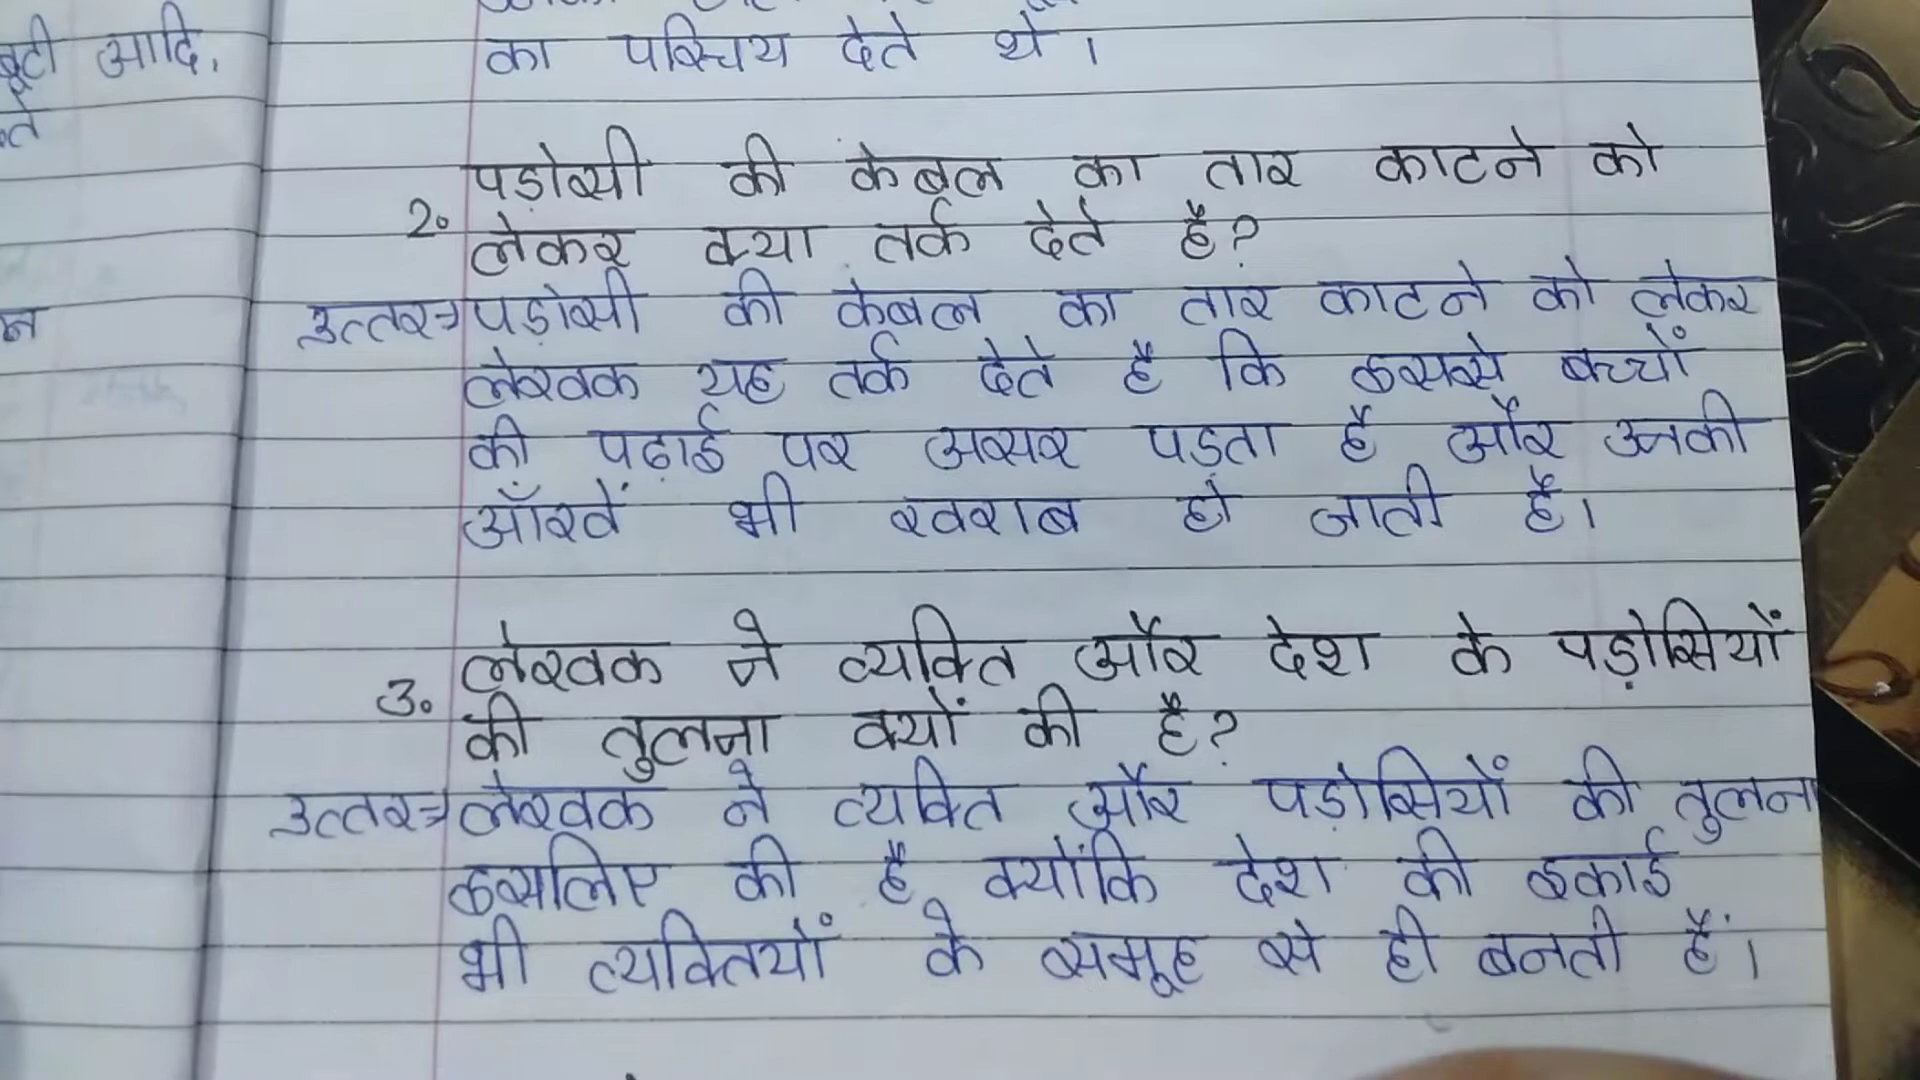 बूटी आदि,
का परिचय देते थे।
पड़ोसी की केबल का तार काटने को
2. लेकर क्या तर्क देते है?
उत्तर⇒ पड़ोसी की केबल का तार काटने को लेकर
लेखक यह तर्क देते है कि इससे बच्चों
की पढ़ाई पर असर पड़ता है और उनकी
आँखें भी खराब हो जाती है।
लेखक ने व्यक्ति और देश के पड़ोसियों
3. की तुलना क्यों की है?
उत्तर⇒ लेखक ने व्यक्ति और पड़ोसियों की तुलना
इसलिए की है क्योंकि देश की इकाई
भी व्यक्तियों के समूह से ही बनती हैं।